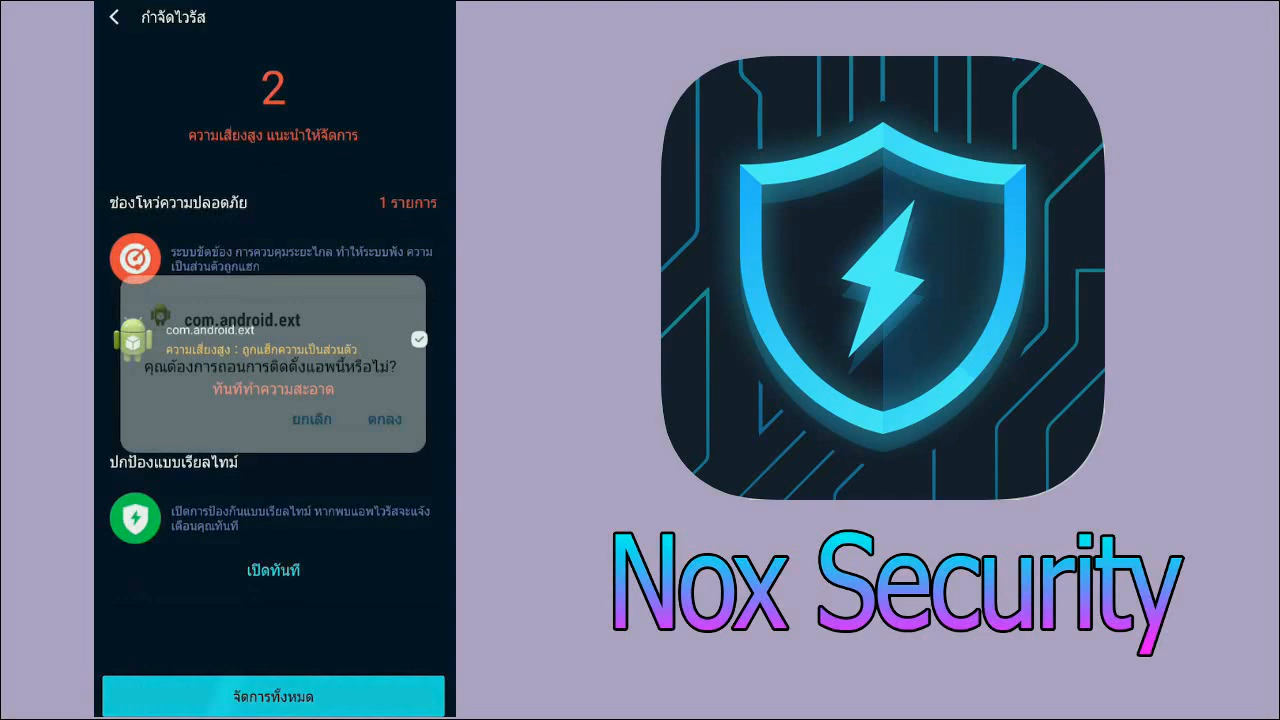 กำจัดไวรัส
2
ความเสี่ยงสูง แนะนำให้จัดการ
ช่องโหว่ความปลอดภัย 1 รายการ
ระบบขัดข้อง การควบคุมระยะไกล ทำให้ระบบพัง ความ
เป็นส่วนตัวถูกแฮก
com.android.ext
com.android.ext
ความเสี่ยงสูง : ถูกแฮ็กความเป็นส่วนตัว
คุณต้องการถอนการติดตั้งแอพนี้หรือไม่?
ทันทีทำความสะอาด
ยกเลิก ตกลง
ปกป้องแบบเรียลไทม์
เปิดการป้องกันแบบเรียลไทม์ หากพบแอพไวรัสจะแจ้ง
เตือนคุณทันที
เปิดทันที
จัดการทั้งหมด
Nox Security